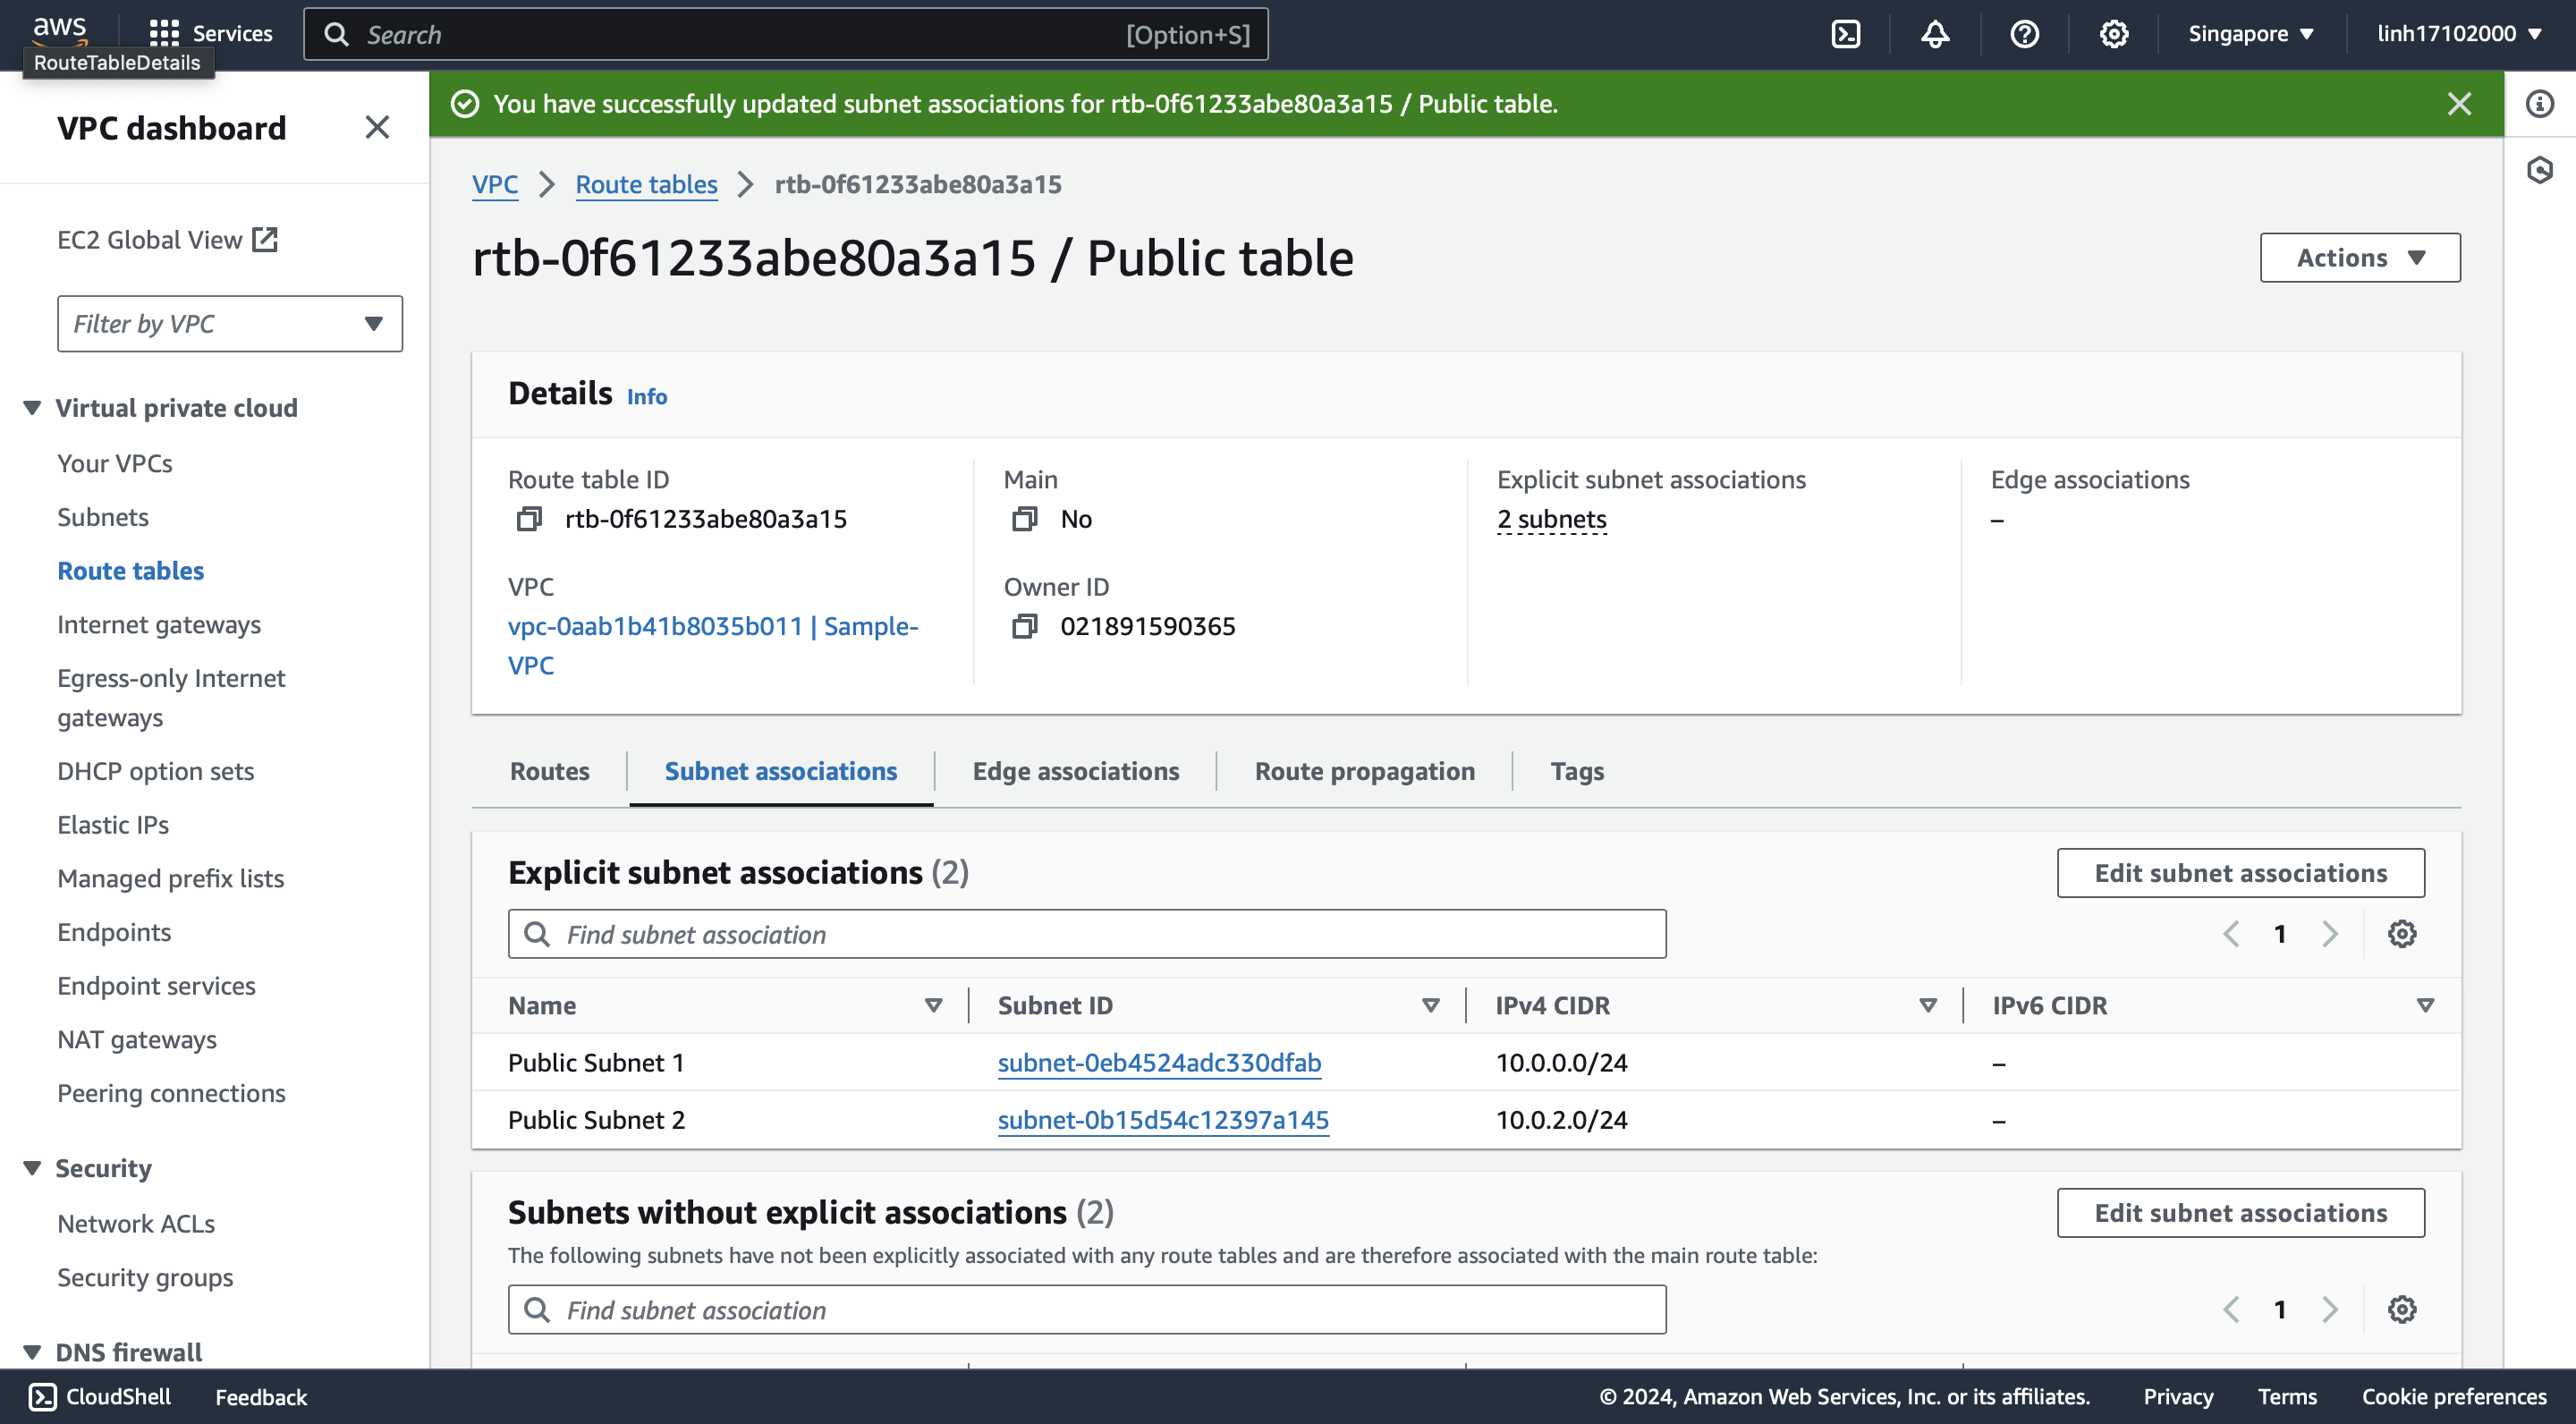 aws
Services
Search
[Option+S]
Singapore
linh17102000
RouteTableDetails
VPC dashboard
EC2 Global View
Filter by VPC
Virtual private cloud
Your VPCs
Subnets
Route tables
Internet gateways
Egress-only Internet
gateways
DHCP option sets
Elastic IPs
Managed prefix lists
Endpoints
Endpoint services
NAT gateways
Peering connections
Security
Network ACLs
Security groups
DNS firewall
You have successfully updated subnet associations for rtb-0f61233abe80a3a15 / Public table.
VPC > Route tables > rtb-0f61233abe80a3a15
rtb-0f61233abe80a3a15 / Public table
Actions
Details Info
Route table ID
rtb-0f61233abe80a3a15
Main
No
Explicit subnet associations
2 subnets
Edge associations
–
VPC
vpc-0aab1b41b8035b011 | Sample-
VPC
Owner ID
021891590365
Routes
Subnet associations
Edge associations
Route propagation
Tags
Explicit subnet associations (2)
Edit subnet associations
Find subnet association
1
Name Subnet ID IPv4 CIDR IPv6 CIDR
Public Subnet 1 subnet-0eb4524adc330dfab 10.0.0.0/24 –
Public Subnet 2 subnet-0b15d54c12397a145 10.0.2.0/24 –
Subnets without explicit associations (2)
Edit subnet associations
The following subnets have not been explicitly associated with any route tables and are therefore associated with the main route table:
Find subnet association
1
CloudShell
Feedback
© 2024, Amazon Web Services, Inc. or its affiliates.
Privacy
Terms
Cookie preferences